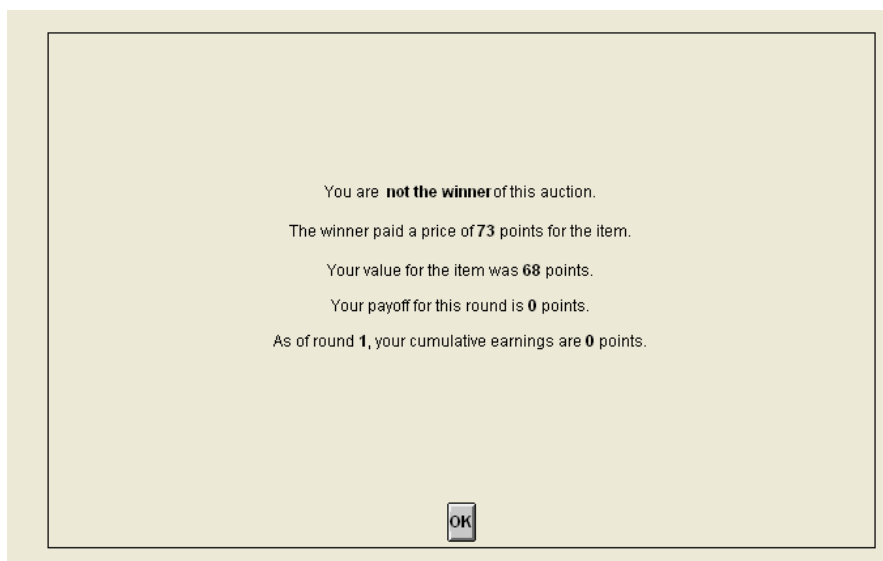 You are not the winner of this auction.
The winner paid a price of 73 points for the item.
Your value for the item was 68 points.
Your payoff for this round is 0 points.
As of round 1, your cumulative earnings are 0 points.
OK